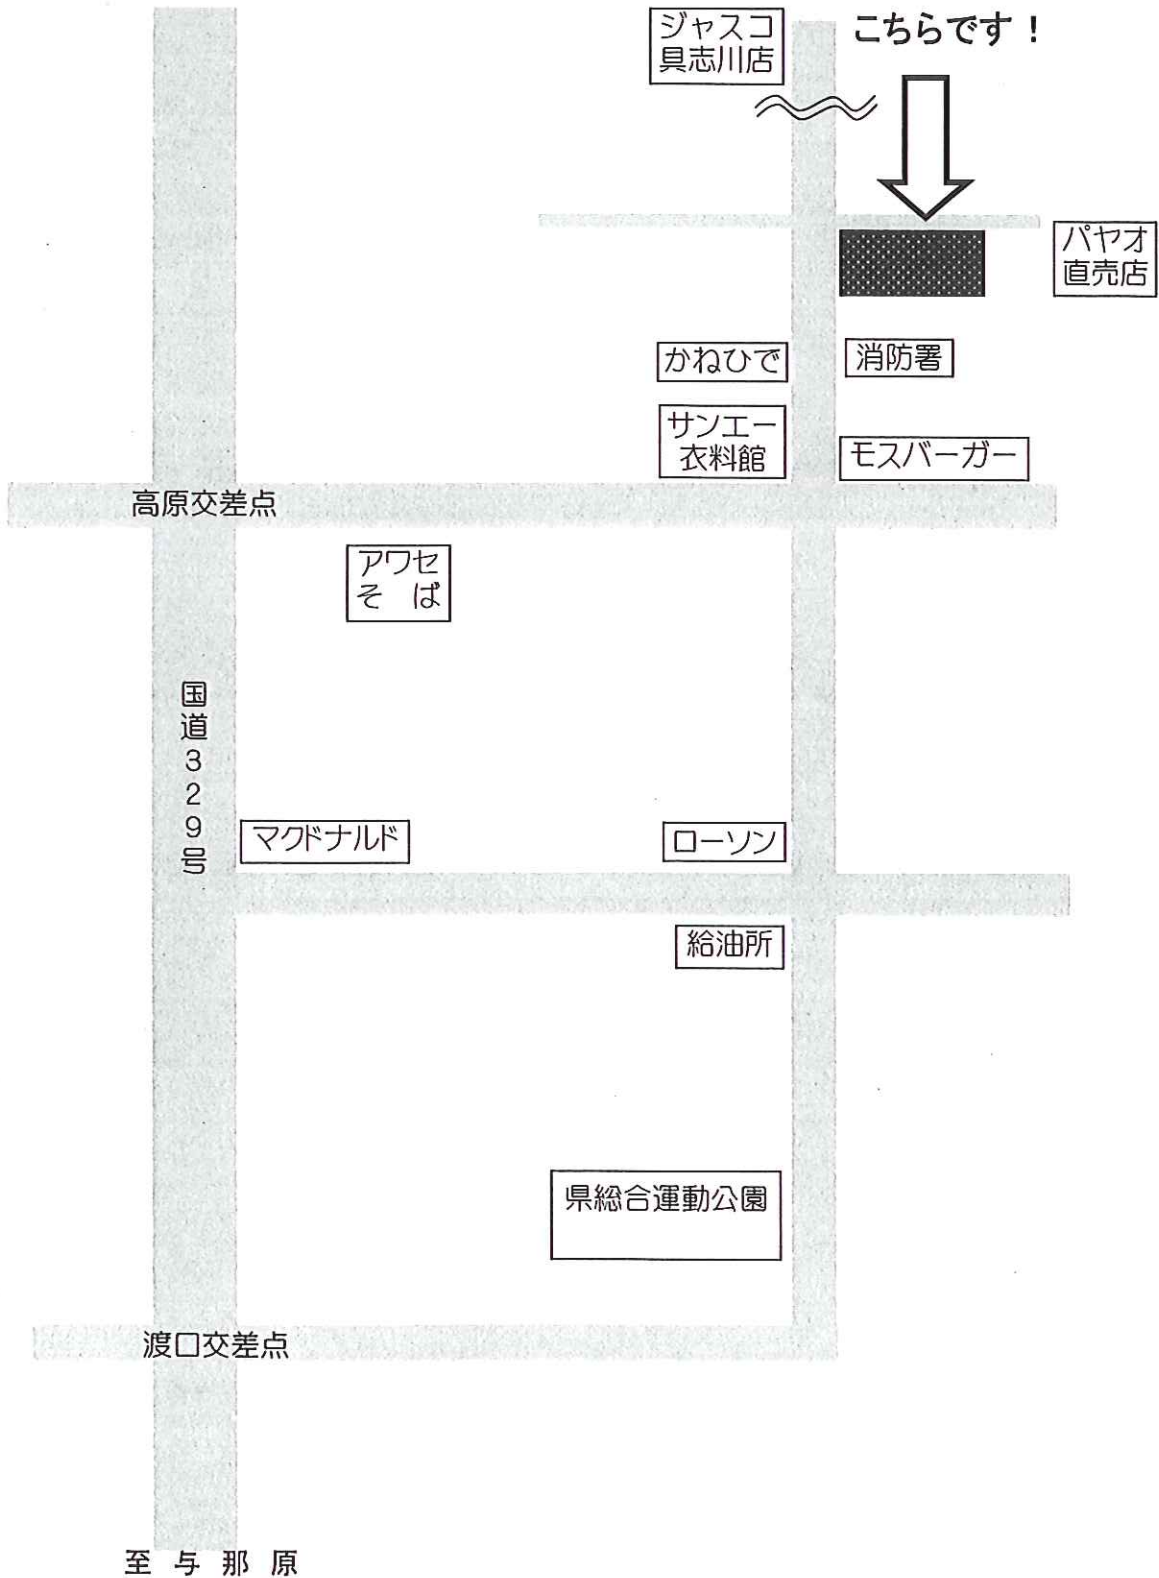 ジャスコ
具志川店
こちらです！
パヤオ
直売店
かねひで
消防署
サンエー
衣料館
モスバーガー
高原交差点
アワセ
そ ば
国道３２９号
マクドナルド
ローソン
給油所
県総合運動公園
渡口交差点
至 与 那 原